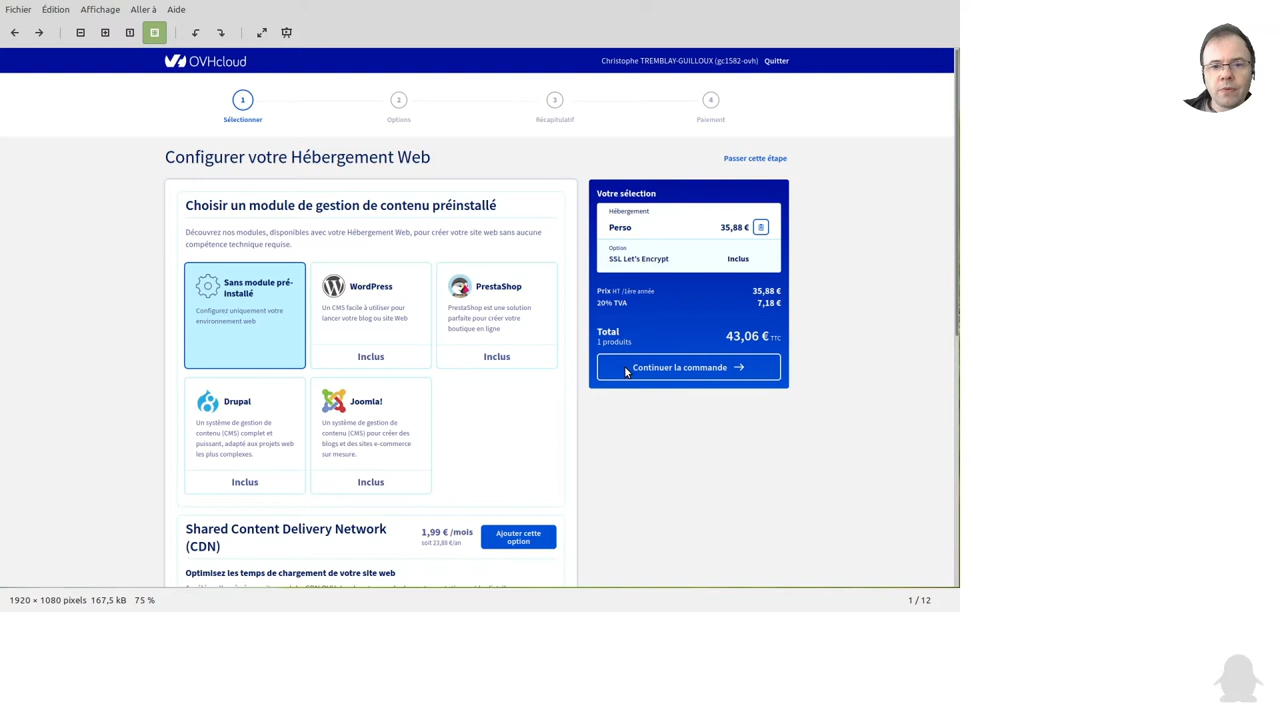 Fichier Édition Affichage Aller à Aide
OVHcloud
Christophe TREMBLAY-GUILLOUX (gc1582-ovh) Quitter
1 2 3 4
Sélectionner Options Récapitulatif Paiement
Configurer votre Hébergement Web
Passer cette étape
Choisir un module de gestion de contenu préinstallé
Découvrez nos modules, disponibles avec votre Hébergement Web, pour créer votre site web sans aucune
compétence technique requise.
Sans module pré-
installé
Configurez uniquement votre
environnement web
WordPress
Un CMS facile à utiliser pour
lancer votre blog ou site Web
Inclus
PrestaShop
PrestaShop est une solution
parfaite pour créer votre
boutique en ligne
Inclus
Drupal
Un système de gestion de
contenu (CMS) complet et
puissant, adapté aux projets web
les plus complexes.
Inclus
Joomla!
Un système de gestion de
contenu (CMS) pour créer des
blogs et des sites e-commerce
sur mesure.
Inclus
Shared Content Delivery Network
(CDN)
1,99 € /mois
soit 23,88 €/an
Ajouter cette
option
Optimisez les temps de chargement de votre site web
Votre sélection
Hébergement
Perso 35,88 €
Option
SSL Let's Encrypt Inclus
Prix HT /1ère année 35,88 €
20% TVA 7,18 €
Total
1 produits
43,06 € TTC
Continuer la commande
1920 × 1080 pixels 167,5 kB 75 %
1 / 12